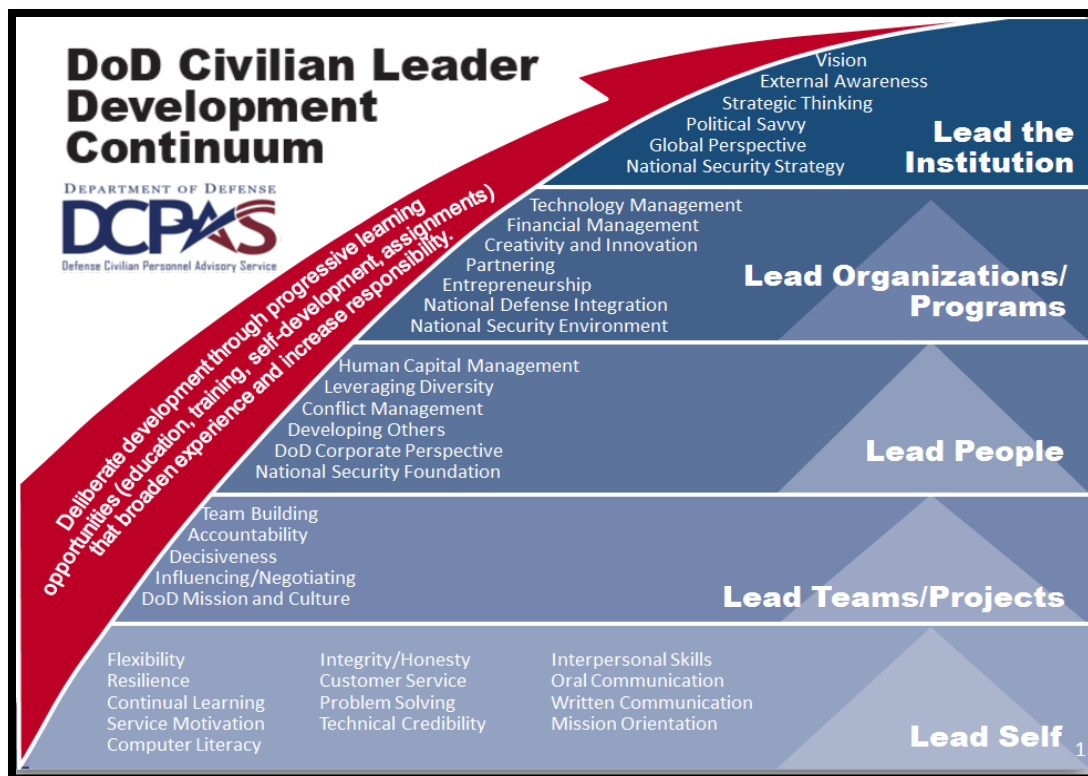 DoD Civilian Leader
Development
Continuum
DEPARTMENT OF DEFENSE
DCPAS
Defense Civilian Personnel Advisory Service
Deliberate development through progressive learning
opportunities (education, training, self-development, assignments)
that broaden experience and increase responsibility.
Vision
External Awareness
Strategic Thinking
Political Savvy
Global Perspective
National Security Strategy
Lead the
Institution
Technology Management
Financial Management
Creativity and Innovation
Partnering
Entrepreneurship
National Defense Integration
National Security Environment
Lead Organizations/
Programs
Human Capital Management
Leveraging Diversity
Conflict Management
Developing Others
DoD Corporate Perspective
National Security Foundation
Lead People
Team Building
Accountability
Decisiveness
Influencing/Negotiating
DoD Mission and Culture
Lead Teams/Projects
Flexibility
Resilience
Continual Learning
Service Motivation
Computer Literacy
Integrity/Honesty
Customer Service
Problem Solving
Technical Credibility
Interpersonal Skills
Oral Communication
Written Communication
Mission Orientation
Lead Self
1